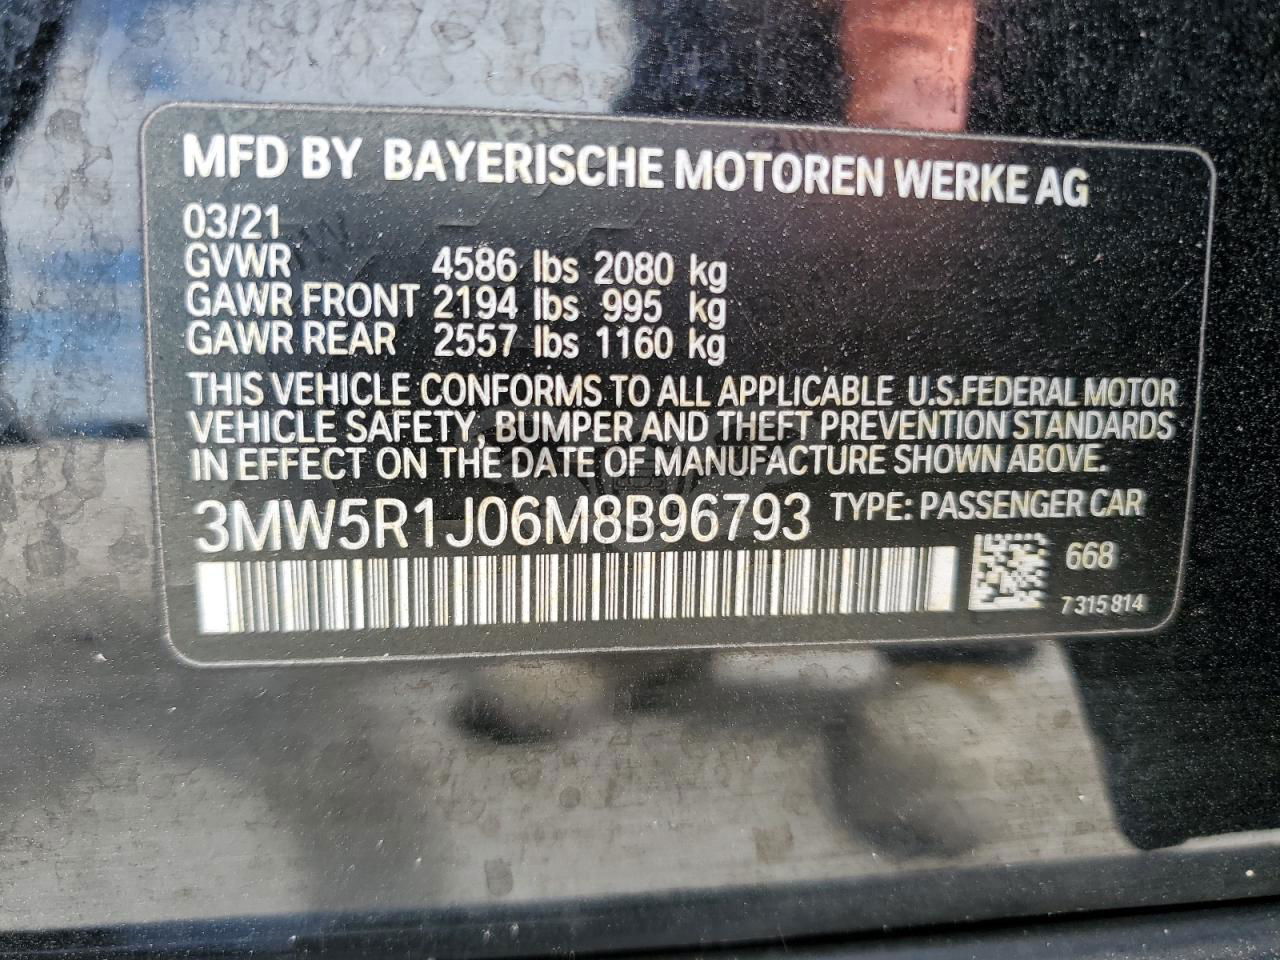 MFD BY BAYERISCHE MOTOREN WERKE AG
03/21
GVWR 4586 lbs 2080 kg
GAWR FRONT 2194 lbs 995 kg
GAWR REAR 2557 lbs 1160 kg
THIS VEHICLE CONFORMS TO ALL APPLICABLE U.S.FEDERAL MOTOR
VEHICLE SAFETY, BUMPER AND THEFT PREVENTION STANDARDS
IN EFFECT ON THE DATE OF MANUFACTURE SHOWN ABOVE.
3MW5R1J06M8B96793 TYPE: PASSENGER CAR
668
7 315 814